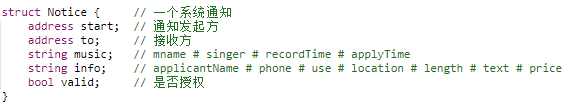 struct Notice {    // 一个系统通知
    address start;  // 通知发起方
    address to;     // 接收方
    string music;   // mname # singer # recordTime # applyTime
    string info;    // applicantName # phone # use # location # length # text # price
    bool valid;     // 是否授权
}